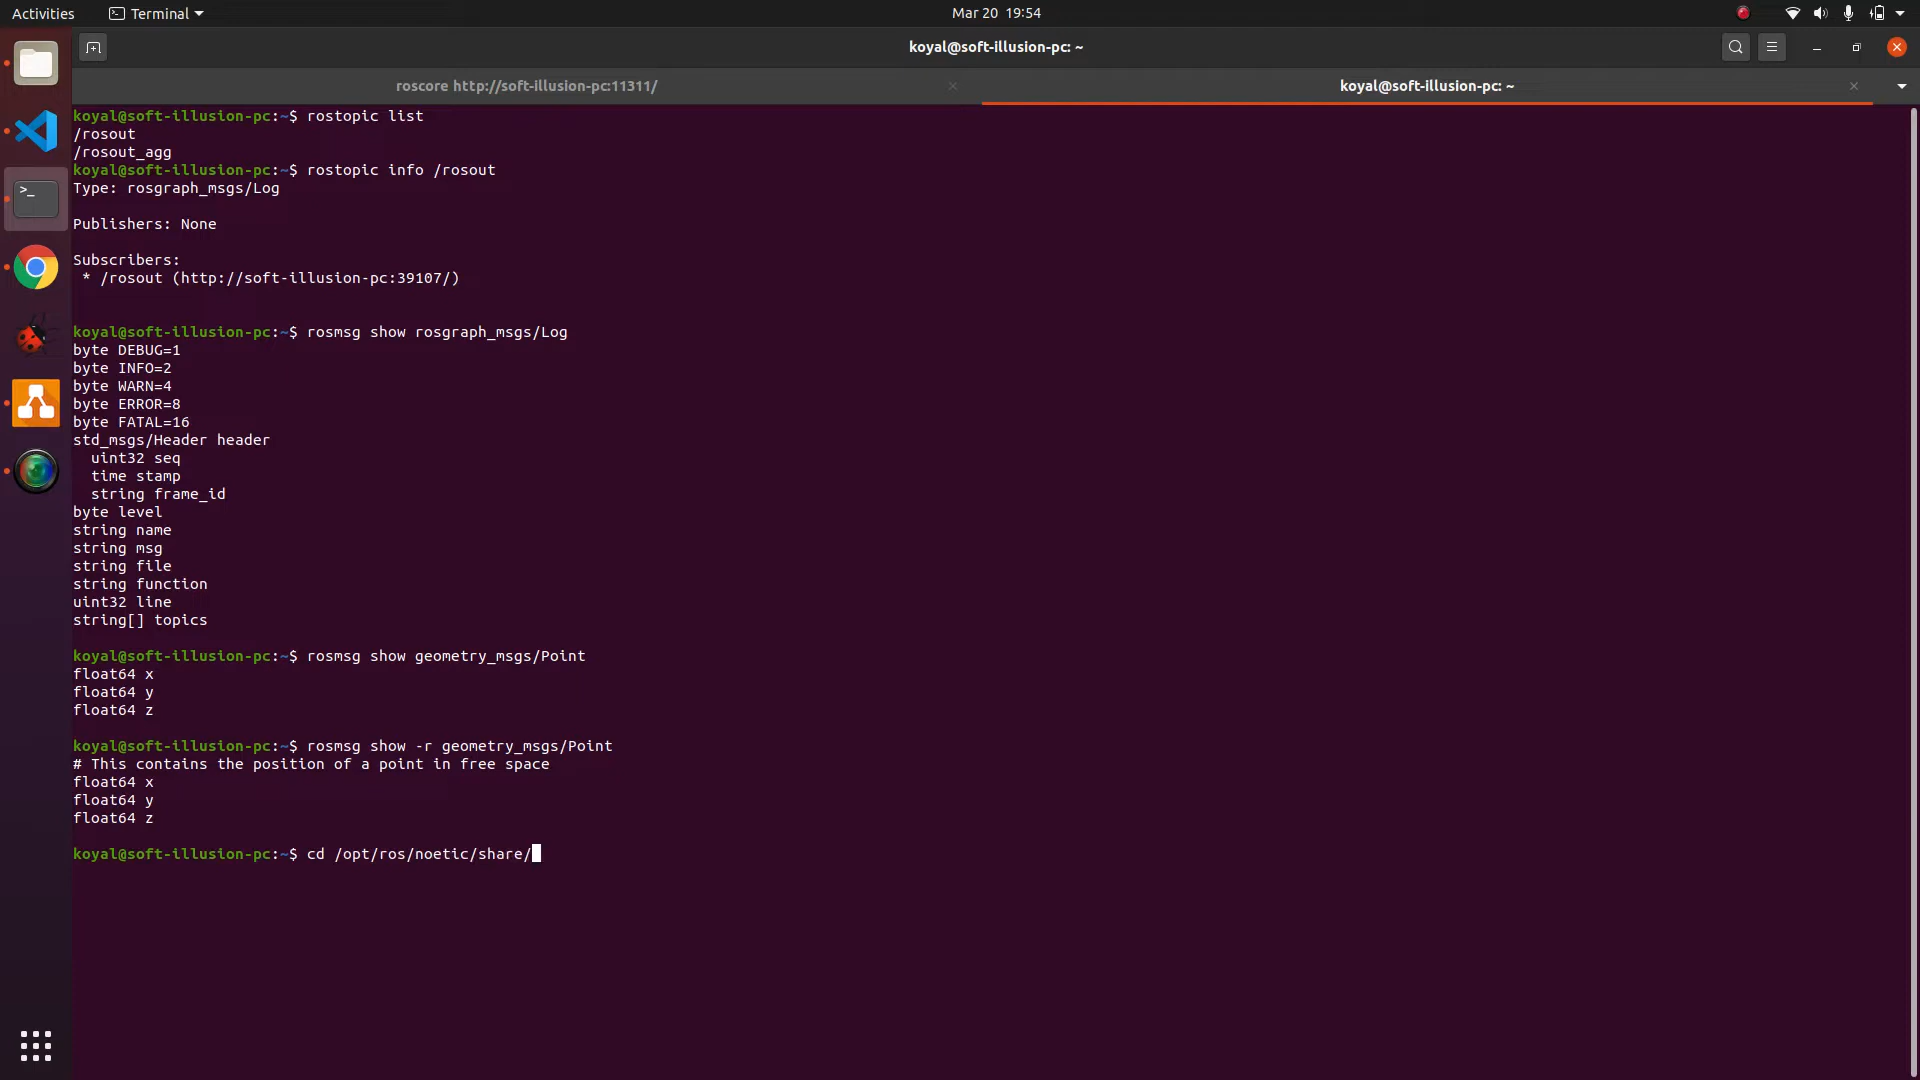 Activities
Terminal
Mar 20 19:54
koyal@soft-illusion-pc: ~
roscore http://soft-illusion-pc:11311/
koyal@soft-illusion-pc: ~
koyal@soft-illusion-pc:~$ rostopic list
/rosout
/rosout_agg
koyal@soft-illusion-pc:~$ rostopic info /rosout
Type: rosgraph_msgs/Log
Publishers: None
Subscribers:
 * /rosout (http://soft-illusion-pc:39107/)
koyal@soft-illusion-pc:~$ rosmsg show rosgraph_msgs/Log
byte DEBUG=1
byte INFO=2
byte WARN=4
byte ERROR=8
byte FATAL=16
std_msgs/Header header
  uint32 seq
  time stamp
  string frame_id
byte level
string name
string msg
string file
string function
uint32 line
string[] topics
koyal@soft-illusion-pc:~$ rosmsg show geometry_msgs/Point
float64 x
float64 y
float64 z
koyal@soft-illusion-pc:~$ rosmsg show -r geometry_msgs/Point
# This contains the position of a point in free space
float64 x
float64 y
float64 z
koyal@soft-illusion-pc:~$ cd /opt/ros/noetic/share/